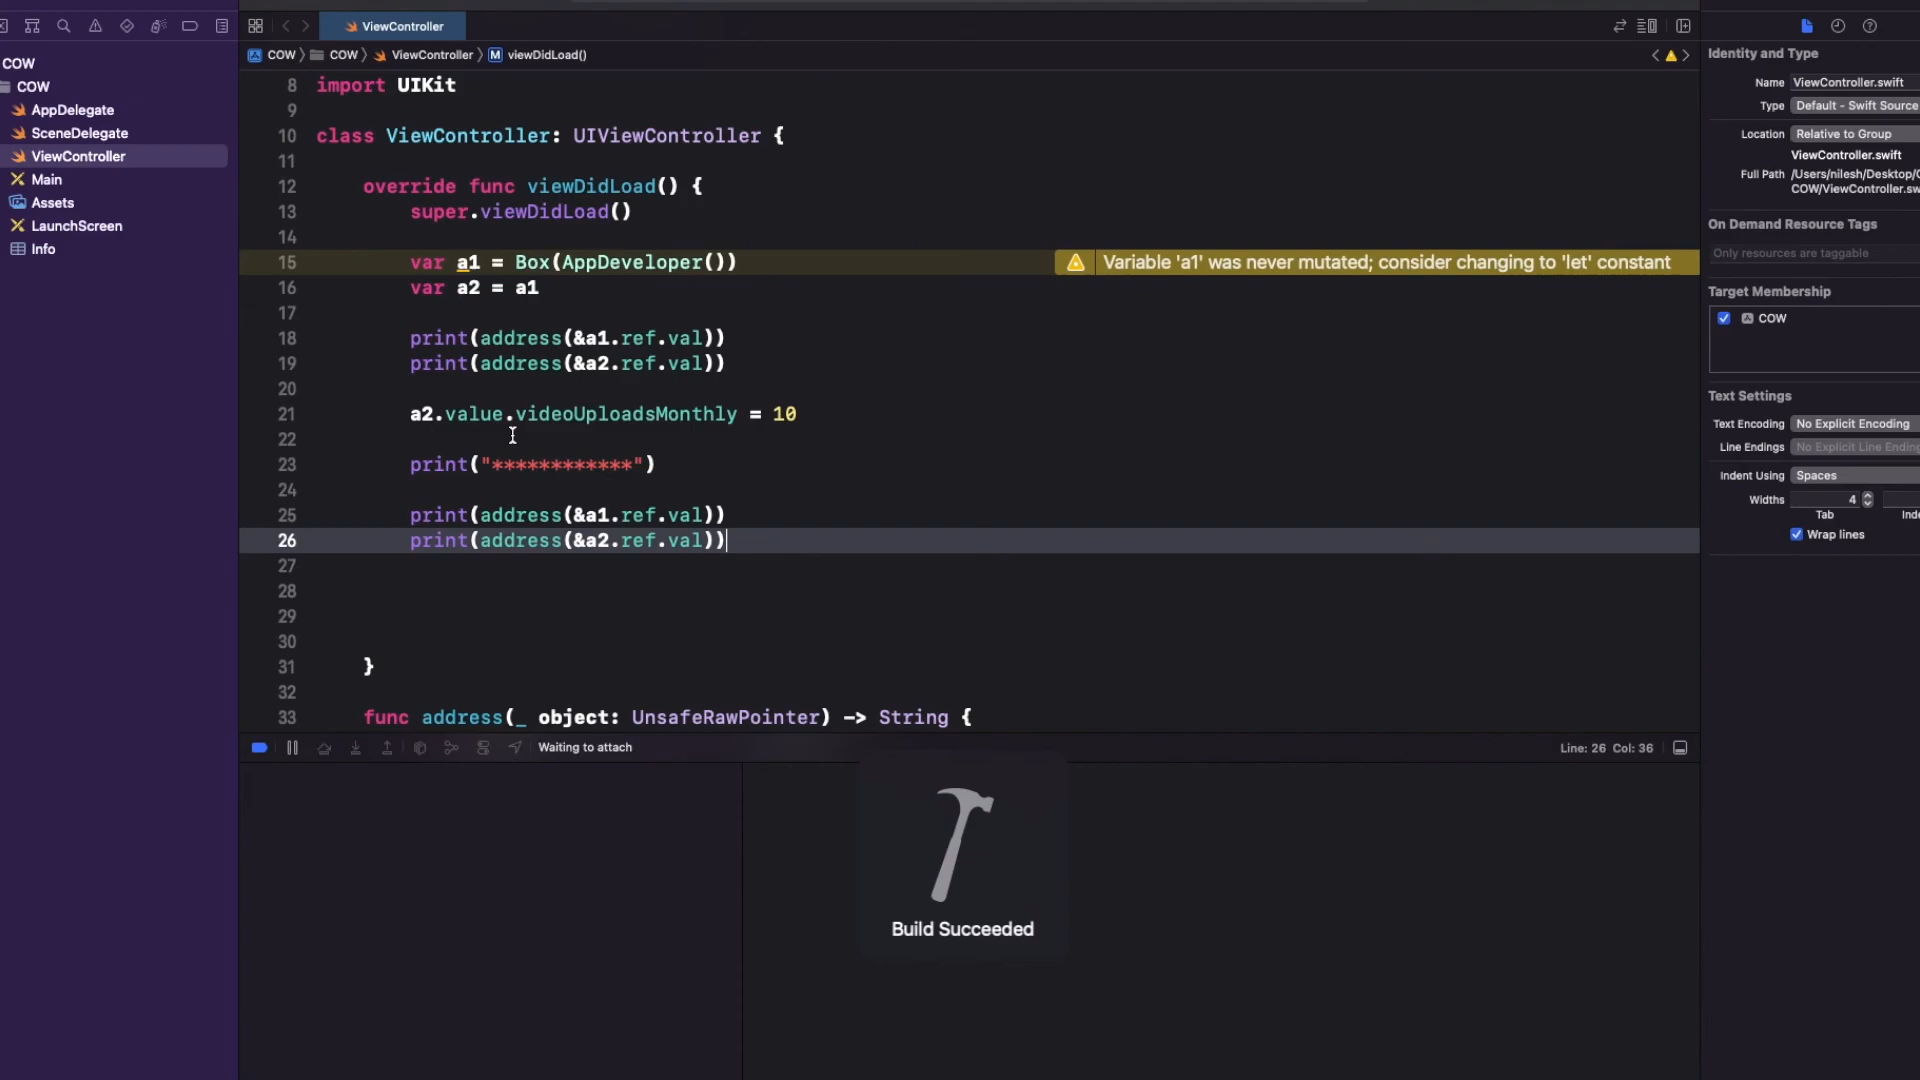 ViewController
COW
COW
ViewController
M viewDidLoad()
COW
COW
AppDelegate
SceneDelegate
ViewController
Main
Assets
LaunchScreen
Info
8 import UIKit
9
10 class ViewController: UIViewController {
11
12 override func viewDidLoad() {
13 super.viewDidLoad()
14
15 var a1 = Box(AppDeveloper())
Variable 'a1' was never mutated; consider changing to 'let' constant
16 var a2 = a1
17
18 print(address(&a1.ref.val))
19 print(address(&a2.ref.val))
20
21 a2.value.videoUploadsMonthly = 10
22
23 print("************")
24
25 print(address(&a1.ref.val))
26 print(address(&a2.ref.val))
27
28
29
30
31 }
32
33 func address(_ object: UnsafeRawPointer) -> String {
Waiting to attach
Line: 26 Col: 36
Build Succeeded
Identity and Type
Name ViewController.swift
Type Default - Swift Source
Location Relative to Group
ViewController.swift
Full Path /Users/nilesh/Desktop/
COW/ViewController.sw
On Demand Resource Tags
Only resources are taggable
Target Membership
COW
Text Settings
Text Encoding No Explicit Encoding
Line Endings No Explicit Line Ending
Indent Using Spaces
Widths 4
Tab Inde
Wrap lines